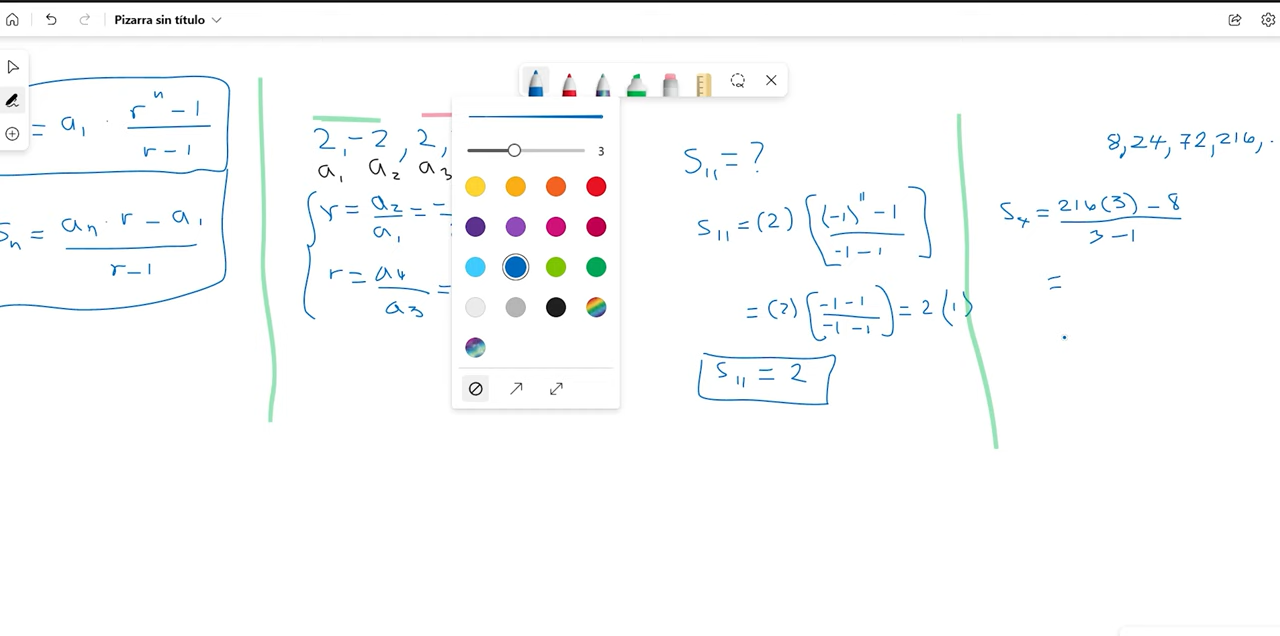 Pizarra sin título
= a₁ · (rⁿ - 1)/(r - 1)
Sₙ = (aₙ · r - a₁)/(r - 1)
2, -2, 2,
a₁ a₂ a₃
r = a₂/a₁ = -
r = a₄/a₃ =
3
S₁₁ = ?
S₁₁ = (2) [((-1)¹¹ - 1)/(-1 - 1)]
= (2) [(-1 - 1)/(-1 - 1)] = 2 (1)
S₁₁ = 2
8, 24, 72, 216, .
S₄ = (216(3) - 8)/(3 - 1)
=